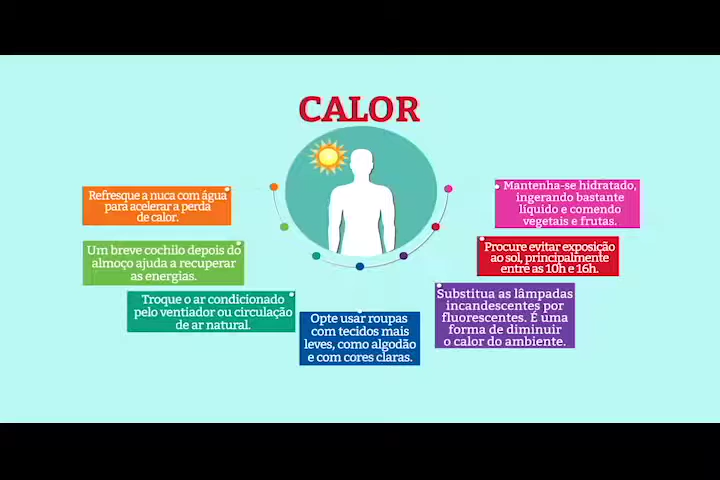 CALOR
Refresque a nuca com água
para acelerar a perda
de calor.
Um breve cochilo depois do
almoço ajuda a recuperar
as energias.
Troque o ar condicionado
pelo ventiador ou circulação
de ar natural.
Opte usar roupas
com tecidos mais
leves, como algodão
e com cores claras.
Substitua as lâmpadas
incandescentes por
fluorescentes. É uma
forma de diminuir
o calor do ambiente.
Procure evitar exposição
ao sol, principalmente
entre as 10h e 16h.
Mantenha-se hidratado,
ingerando bastante
líquido e comendo
vegetais e frutas.